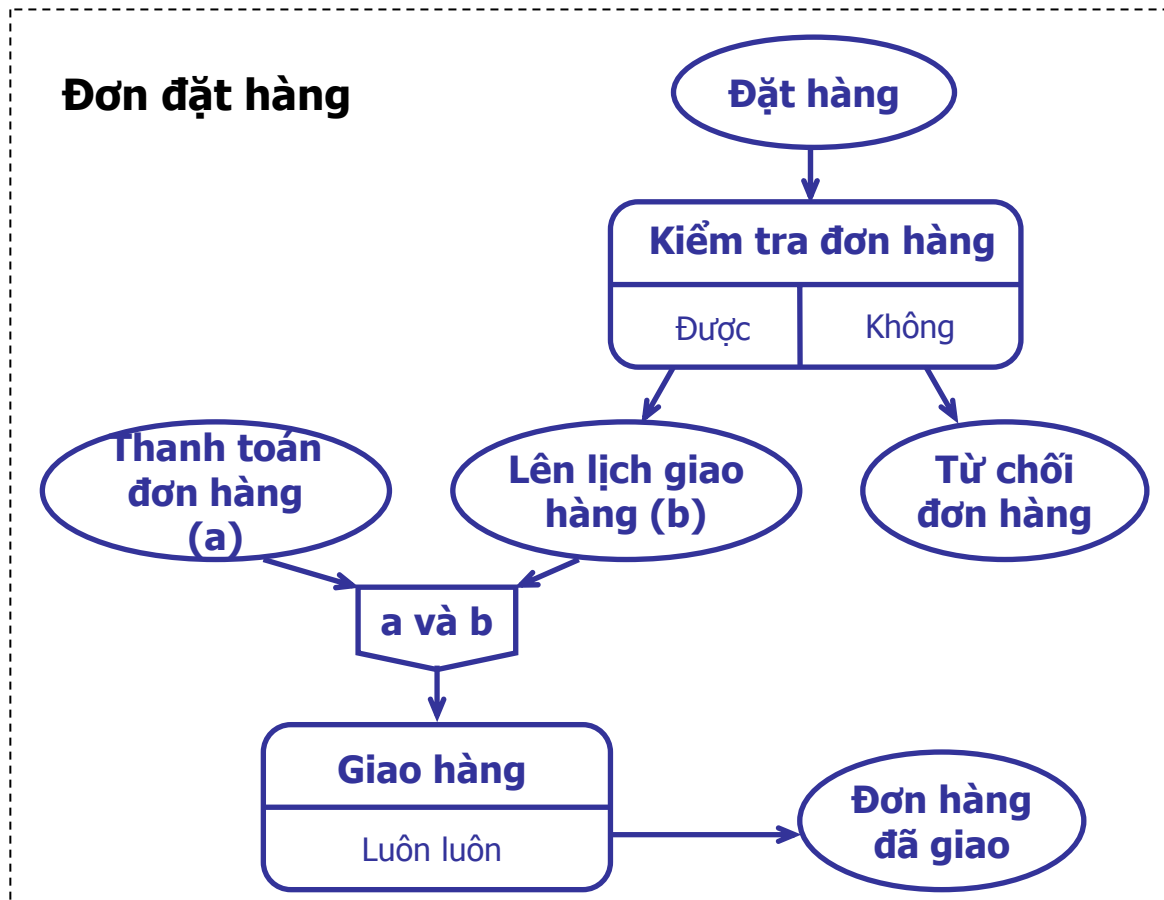 Đơn đặt hàng
Đặt hàng
Kiểm tra đơn hàng
Được
Không
Thanh toán
đơn hàng
(a)
Lên lịch giao
hàng (b)
Từ chối
đơn hàng
a và b
Giao hàng
Luôn luôn
Đơn hàng
đã giao